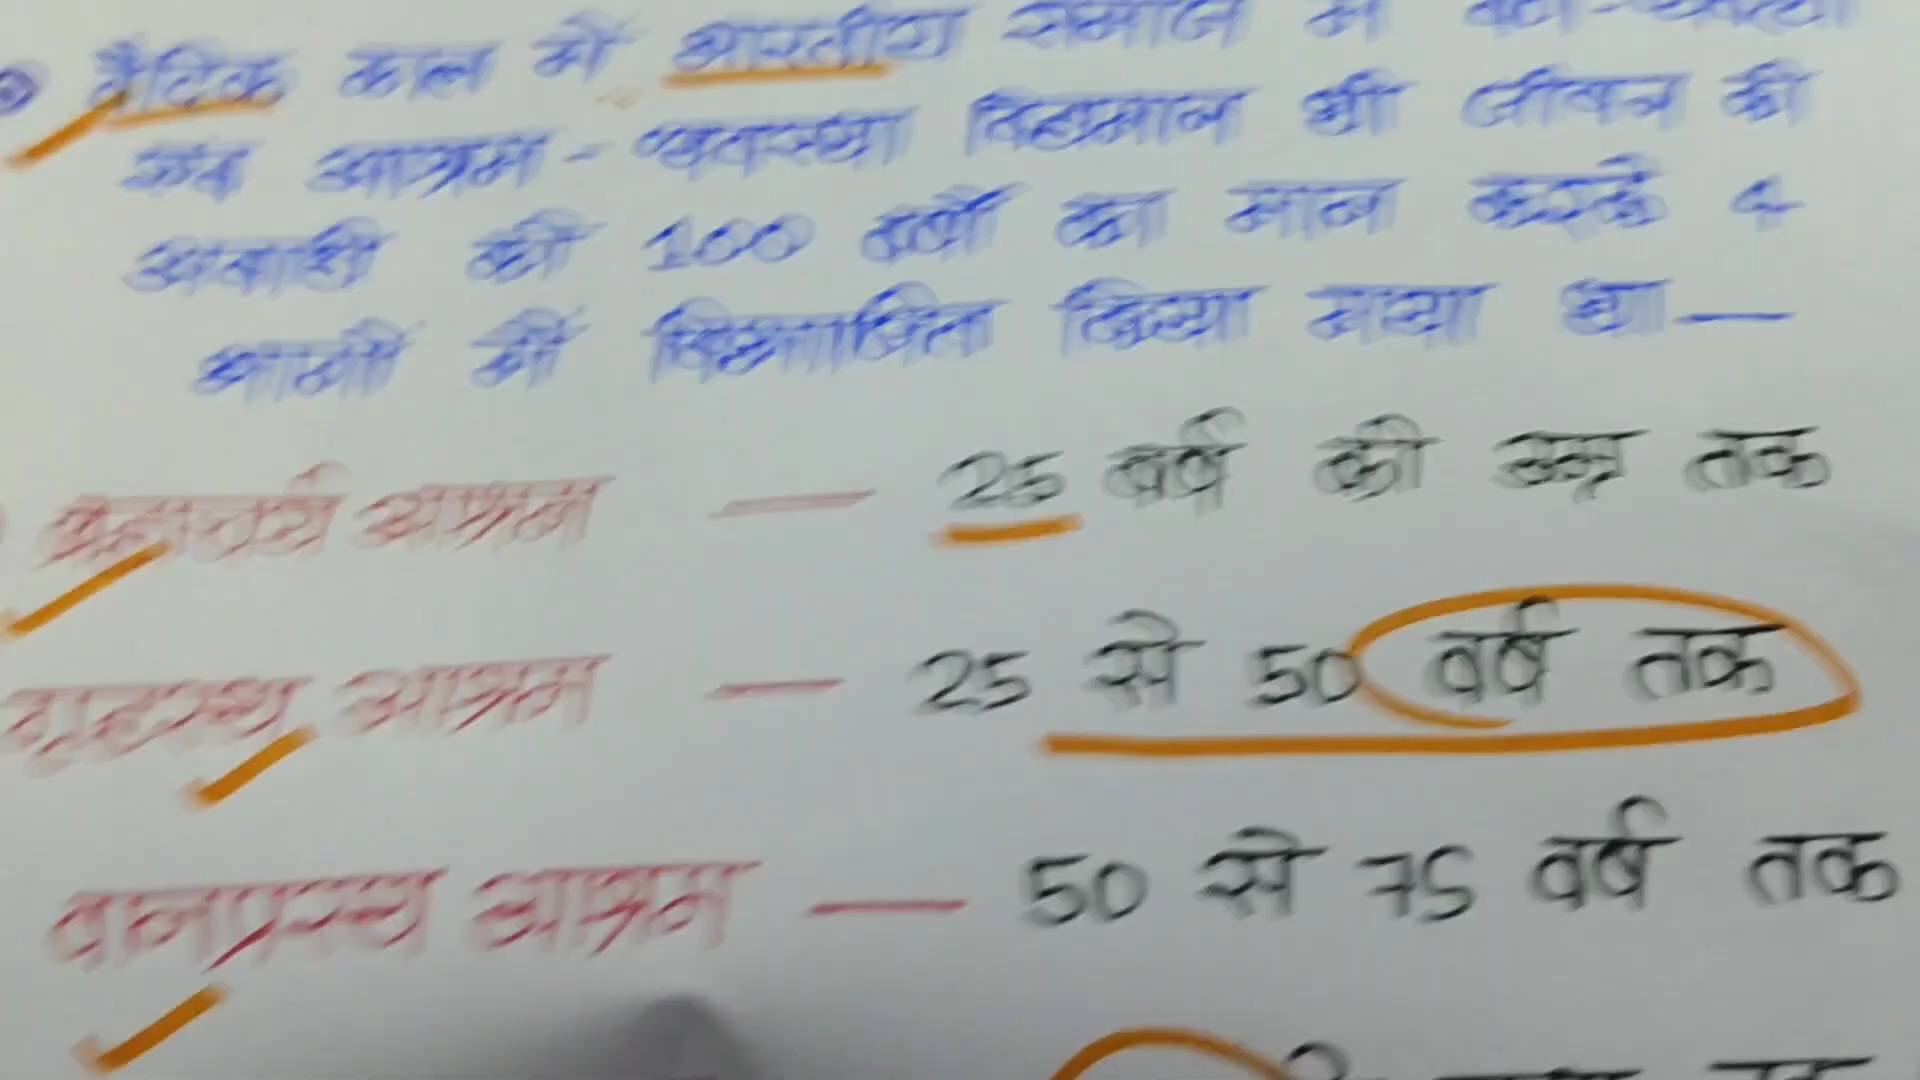 वैदिक काल में भारतीय समाज में
एवं आश्रम - व्यवस्था विद्यमान थी जीवन की
अवधि को 100 वर्षों का मान करके 4
भागों में विभाजित किया गया था—
ब्रह्मचर्य आश्रम — 25 वर्ष की उम्र तक
गृहस्थ आश्रम — 25 से 50 वर्ष तक
वानप्रस्थ आश्रम — 50 से 75 वर्ष तक